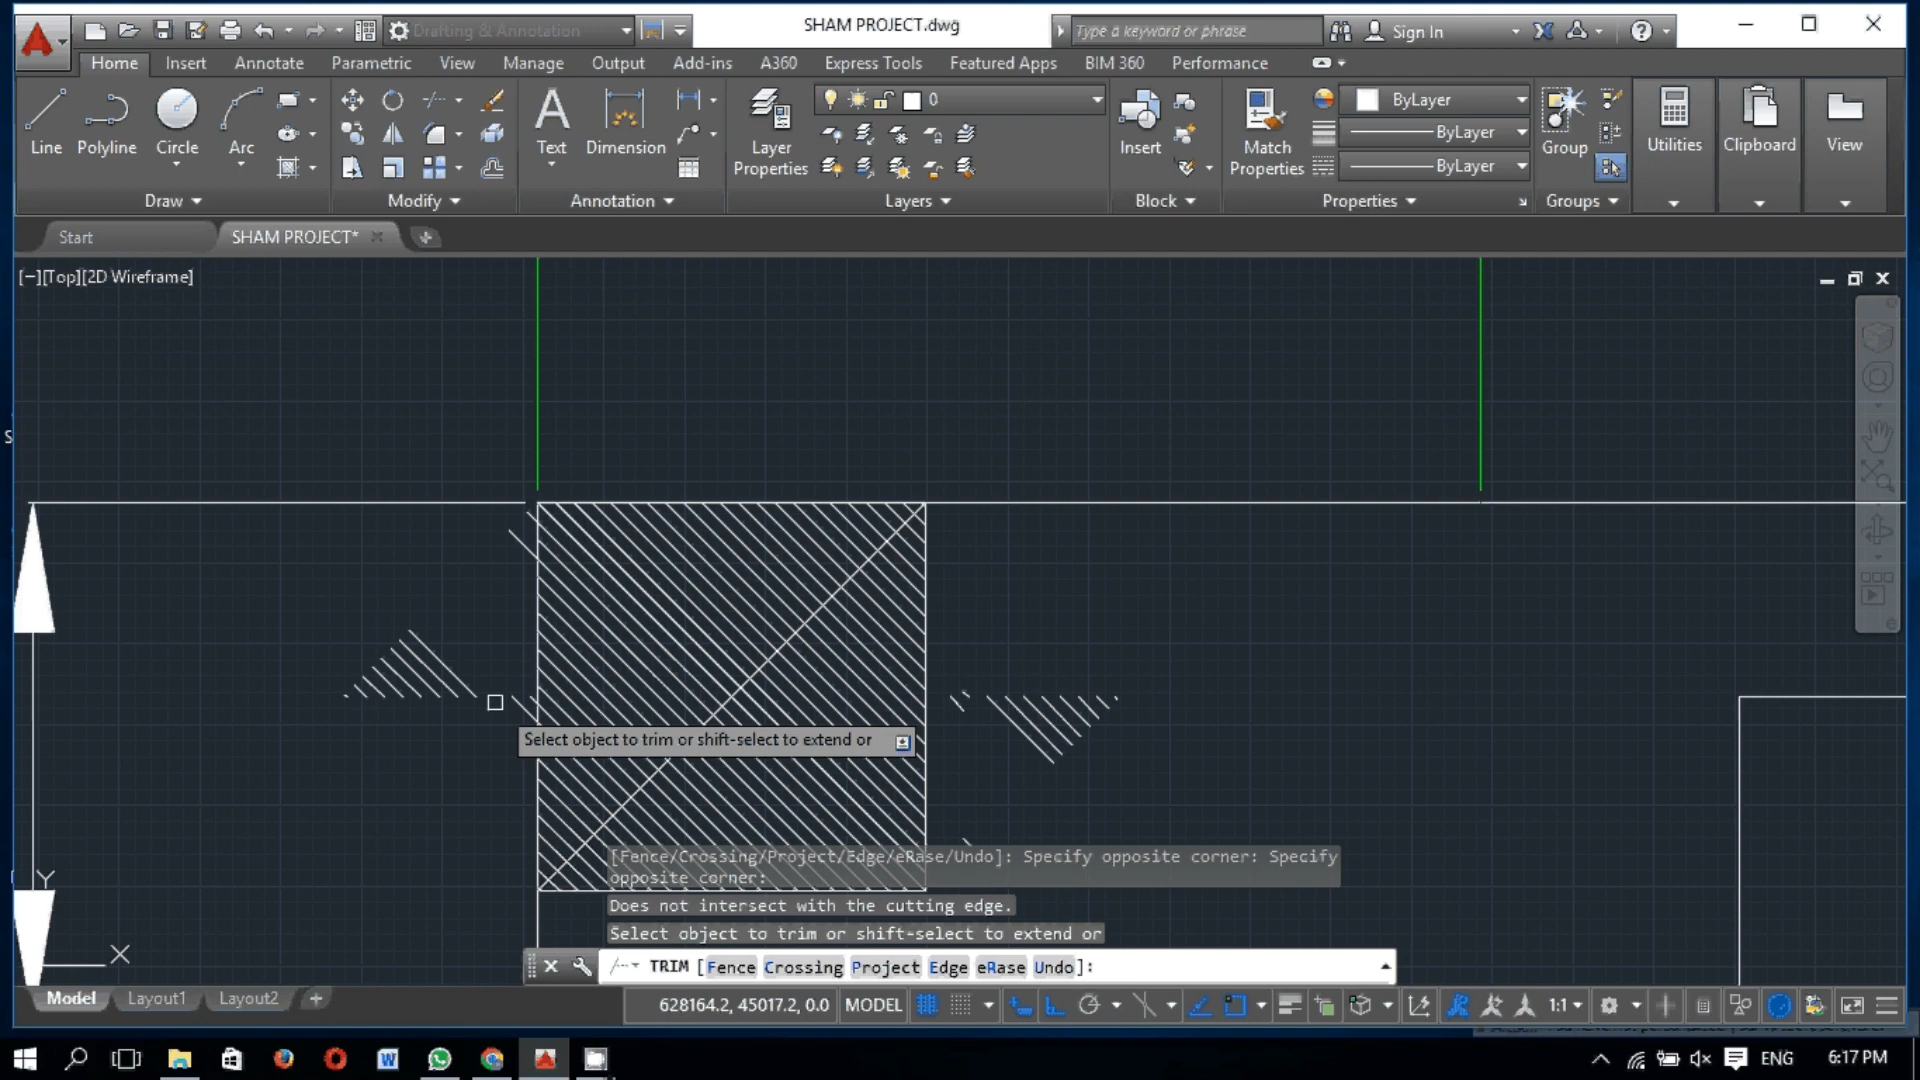 Drafting & Annotation
SHAM PROJECT.dwg
Type a keyword or phrase
Sign In
Home Insert Annotate Parametric View Manage Output Add-ins A360 Express Tools Featured Apps BIM 360 Performance
0
ByLayer
ByLayer
ByLayer
Line Polyline Circle Arc Text Dimension Layer Properties Insert Match Properties Group Utilities Clipboard View
Draw Modify Annotation Layers Block Properties Groups
Start SHAM PROJECT*
[−][Top][2D Wireframe]
S
Select object to trim or shift-select to extend or
[Fence/Crossing/Project/Edge/eRase/Undo]: Specify opposite corner: Specify
opposite corner:
Does not intersect with the cutting edge.
Select object to trim or shift-select to extend or
Y
X
TRIM [Fence Crossing Project Edge eRase Undo]:
Model Layout1 Layout2 +
628164.2, 45017.2, 0.0 MODEL 1:1
W
ENG 6:17 PM